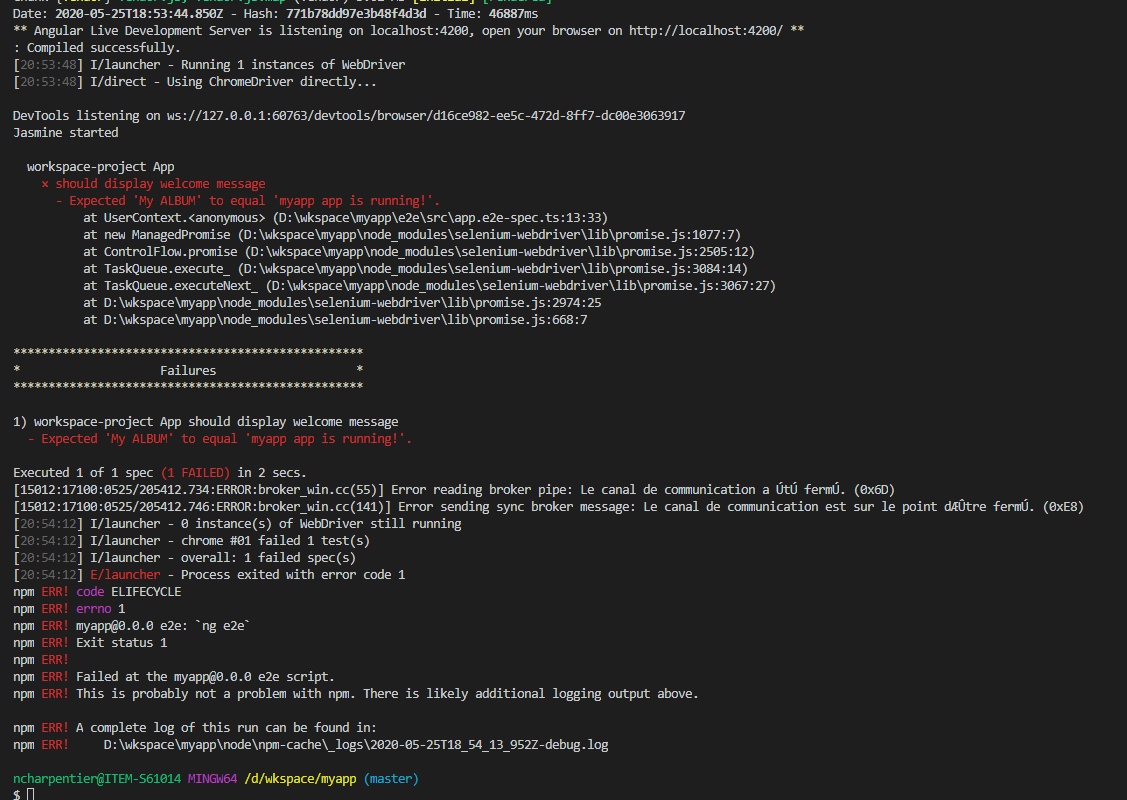 Date: 2020-05-25T18:53:44.850Z - Hash: 771b78dd97e3b48f4d3d - Time: 46887ms
** Angular Live Development Server is listening on localhost:4200, open your browser on http://localhost:4200/ **
: Compiled successfully.
[20:53:48] I/launcher - Running 1 instances of WebDriver
[20:53:48] I/direct - Using ChromeDriver directly...
DevTools listening on ws://127.0.0.1:60763/devtools/browser/d16ce982-ee5c-472d-8ff7-dc00e3063917
Jasmine started
workspace-project App
× should display welcome message
- Expected 'My ALBUM' to equal 'myapp app is running!'.
at UserContext.<anonymous> (D:\wkspace\myapp\e2e\src\app.e2e-spec.ts:13:33)
at new ManagedPromise (D:\wkspace\myapp\node_modules\selenium-webdriver\lib\promise.js:1077:7)
at ControlFlow.promise (D:\wkspace\myapp\node_modules\selenium-webdriver\lib\promise.js:2505:12)
at TaskQueue.execute_ (D:\wkspace\myapp\node_modules\selenium-webdriver\lib\promise.js:3084:14)
at TaskQueue.executeNext_ (D:\wkspace\myapp\node_modules\selenium-webdriver\lib\promise.js:3067:27)
at D:\wkspace\myapp\node_modules\selenium-webdriver\lib\promise.js:2974:25
at D:\wkspace\myapp\node_modules\selenium-webdriver\lib\promise.js:668:7
**************************************************
* Failures *
**************************************************
1) workspace-project App should display welcome message
- Expected 'My ALBUM' to equal 'myapp app is running!'.
Executed 1 of 1 spec (1 FAILED) in 2 secs.
[15012:17100:0525/205412.734:ERROR:broker_win.cc(55)] Error reading broker pipe: Le canal de communication a ÚtÚ fermÚ. (0x6D)
[15012:17100:0525/205412.746:ERROR:broker_win.cc(141)] Error sending sync broker message: Le canal de communication est sur le point dÆÛtre fermÚ. (0xE8)
[20:54:12] I/launcher - 0 instance(s) of WebDriver still running
[20:54:12] I/launcher - chrome #01 failed 1 test(s)
[20:54:12] I/launcher - overall: 1 failed spec(s)
[20:54:12] E/launcher - Process exited with error code 1
npm ERR! code ELIFECYCLE
npm ERR! errno 1
npm ERR! myapp@0.0.0 e2e: `ng e2e`
npm ERR! Exit status 1
npm ERR!
npm ERR! Failed at the myapp@0.0.0 e2e script.
npm ERR! This is probably not a problem with npm. There is likely additional logging output above.
npm ERR! A complete log of this run can be found in:
npm ERR! D:\wkspace\myapp\node\npm-cache\_logs\2020-05-25T18_54_13_952Z-debug.log
ncharpentier@ITEM-S61014 MINGW64 /d/wkspace/myapp (master)
$